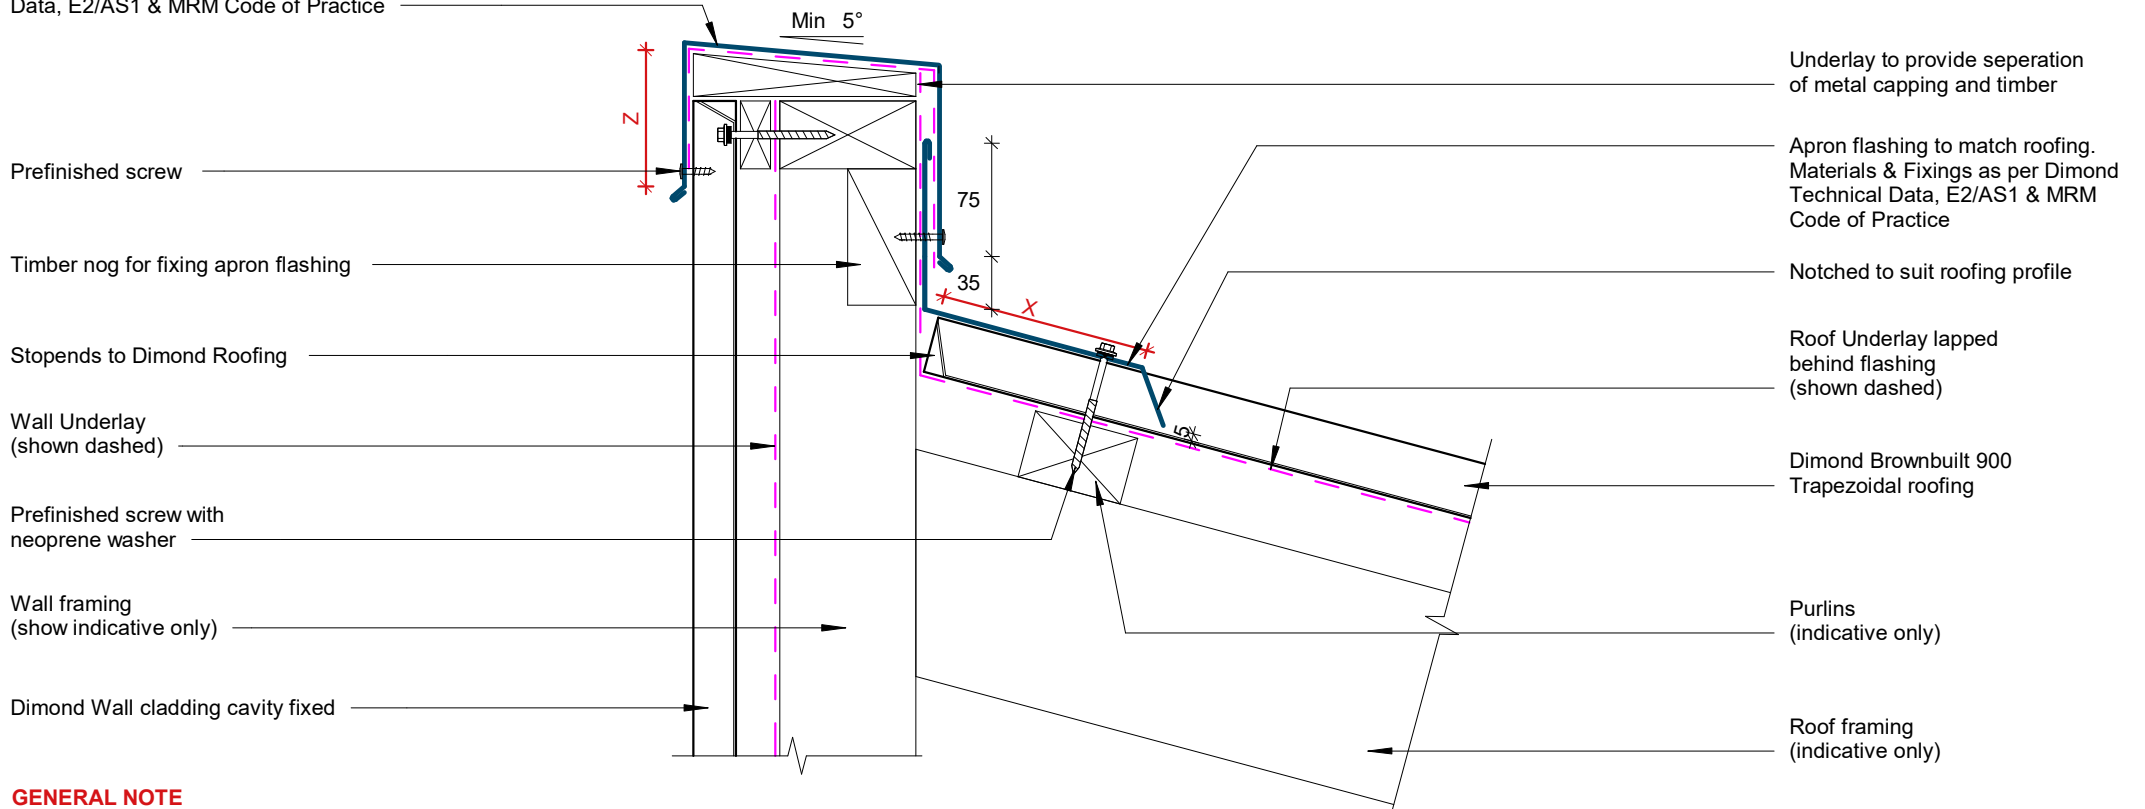 Data, E2/AS1 & MRM Code of Practice
Min 5°
Underlay to provide seperation
of metal capping and timber
Z
Apron flashing to match roofing.
Materials & Fixings as per Dimond
Technical Data, E2/AS1 & MRM
Code of Practice
Prefinished screw
75
Timber nog for fixing apron flashing
35
Notched to suit roofing profile
X
Stopends to Dimond Roofing
Roof Underlay lapped
behind flashing
(shown dashed)
Wall Underlay
(shown dashed)
5
Dimond Brownbuilt 900
Trapezoidal roofing
Prefinished screw with
neoprene washer
Wall framing
(show indicative only)
Purlins
(indicative only)
Dimond Wall cladding cavity fixed
Roof framing
(indicative only)
GENERAL NOTE